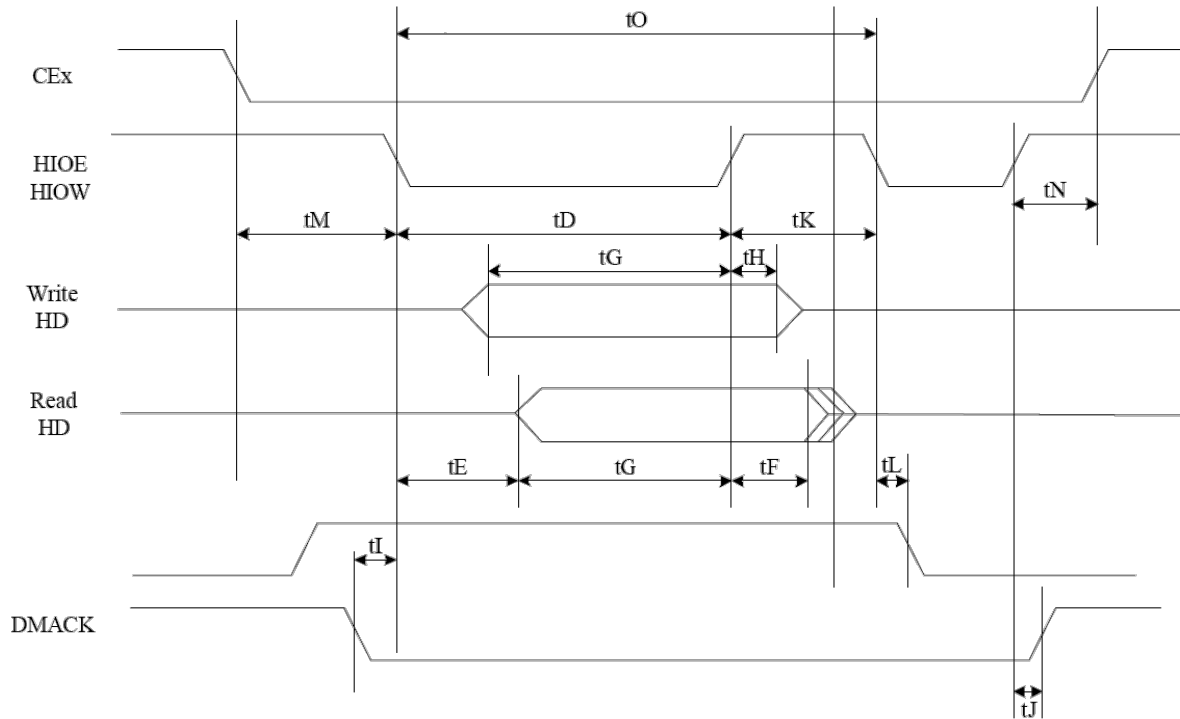 tO
CEx
HIOE
HIOW
tN
tM
tD
tK
tG
tH
Write
HD
Read
HD
tE
tG
tF
tL
tI
DMACK
tJ